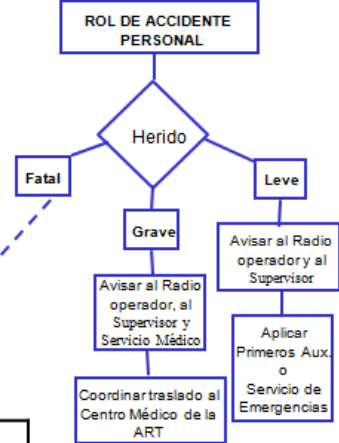 ROL DE ACCIDENTE
PERSONAL
Herido
Fatal
Leve
Grave
Avisar al Radio
operador y al
Supervisor
Avisar al Radio
operador, al
Supervisor y
Servicio Médico
Aplicar
Primeros Aux.
o
Servicio de
Emergencias
Coordinar traslado al
Centro Médico de la
ART